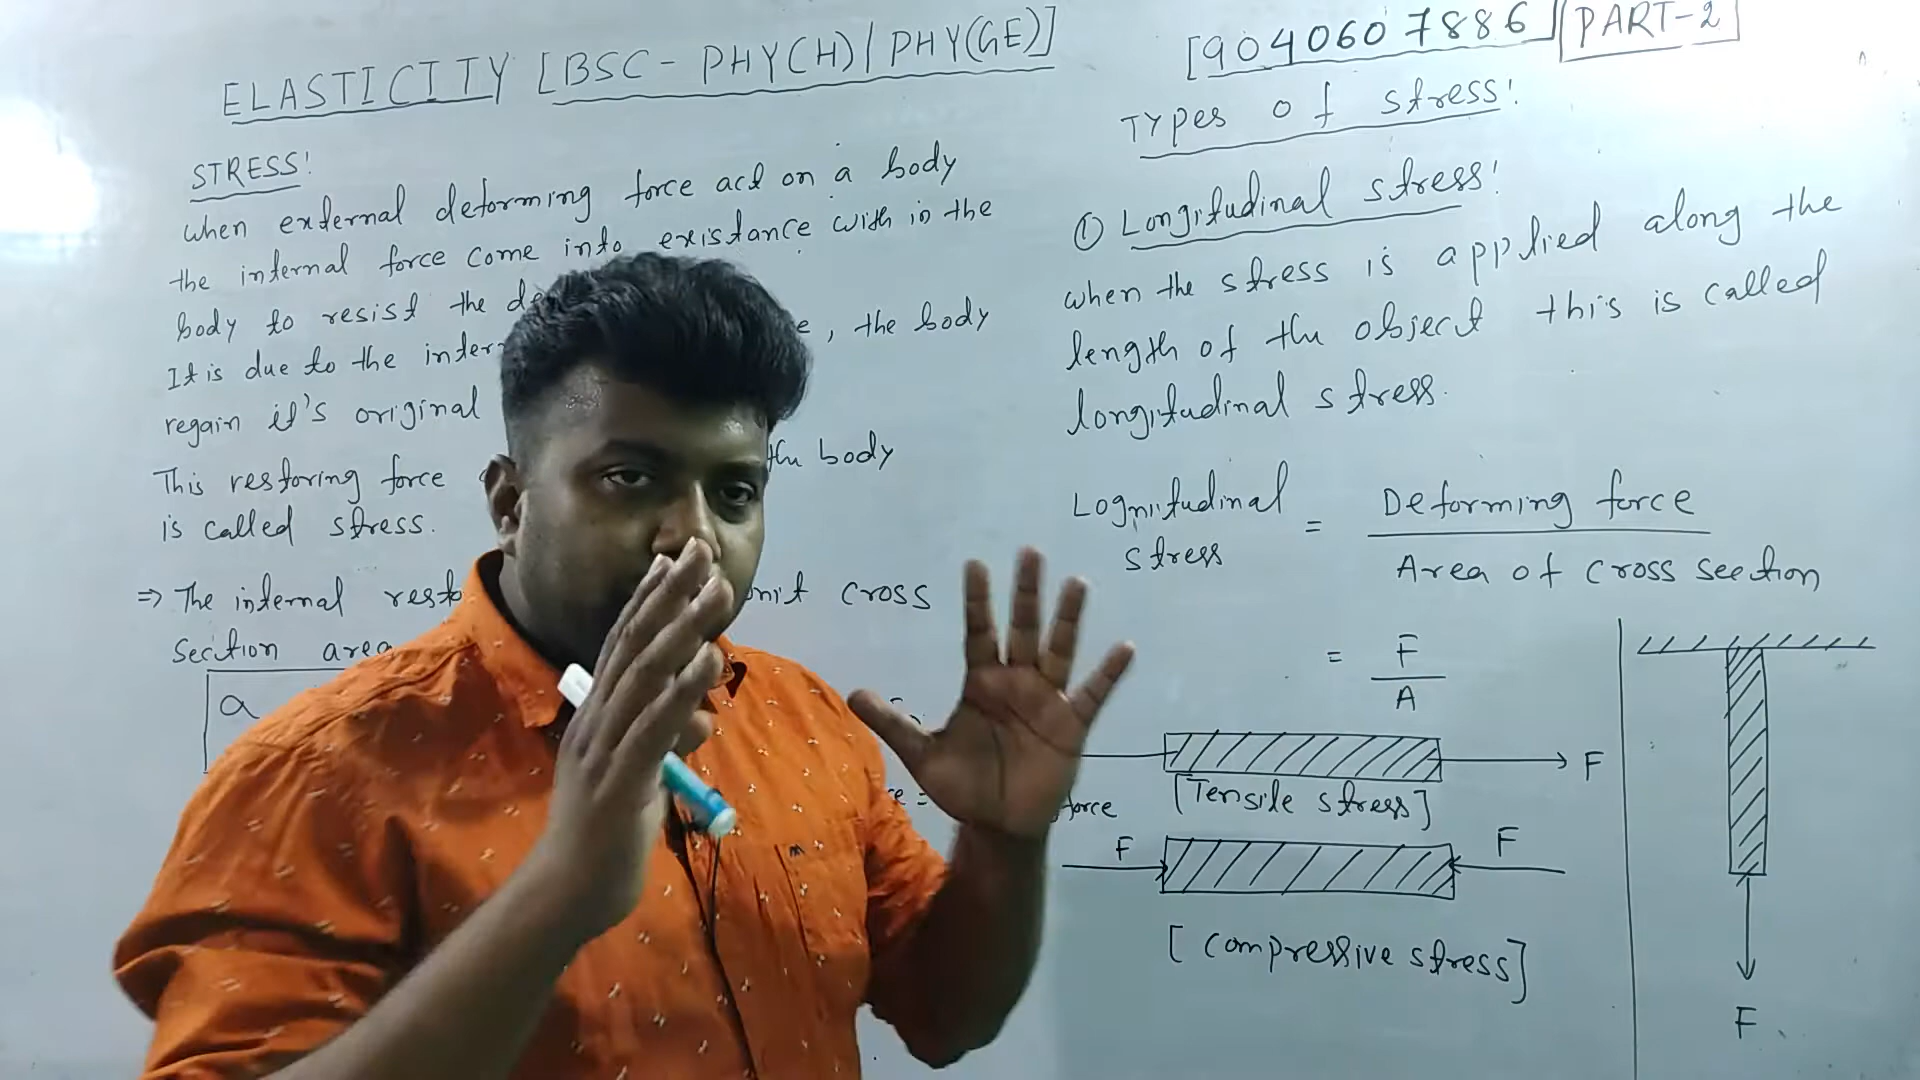 ELASTICITY [BSC - PHY(H) | PHY(GE)]
STRESS!
when external deforming force act on a body
the internal force come into existance with in the
body to resist the
It is due to the , the body
regain it's original
This restoring force the body
is called stress.
⇒ The internal cross
section area
a
[9040607886] PART-2
TYPes of stress!
① Longitudinal stress!
when the stress is applied along the
length of the object this is called
longitudinal stress.
Lognitudinal stress = Deforming force / Area of cross section
= F / A
F
[Tensile stress]
force
F F
[compressive stress]
F